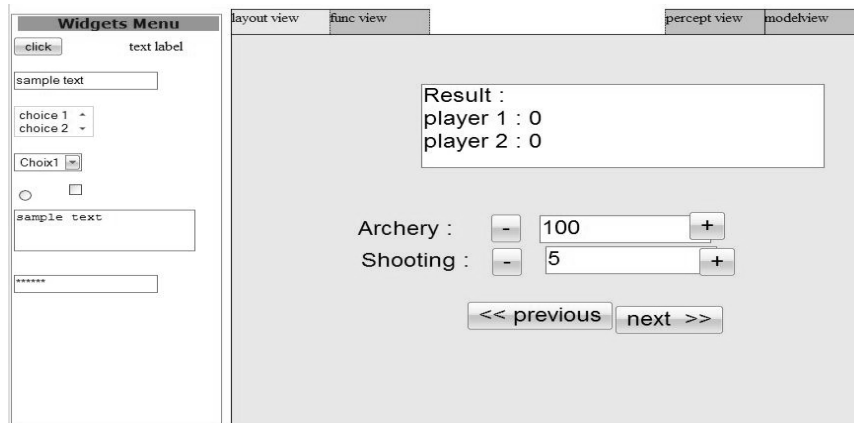 Widgets Menu
click text label
sample text
choice 1
choice 2
Choix1
sample text
******
layout view func view percept view modelview
Result :
player 1 : 0
player 2 : 0
Archery : - 100 +
Shooting : - 5 +
<< previous next >>